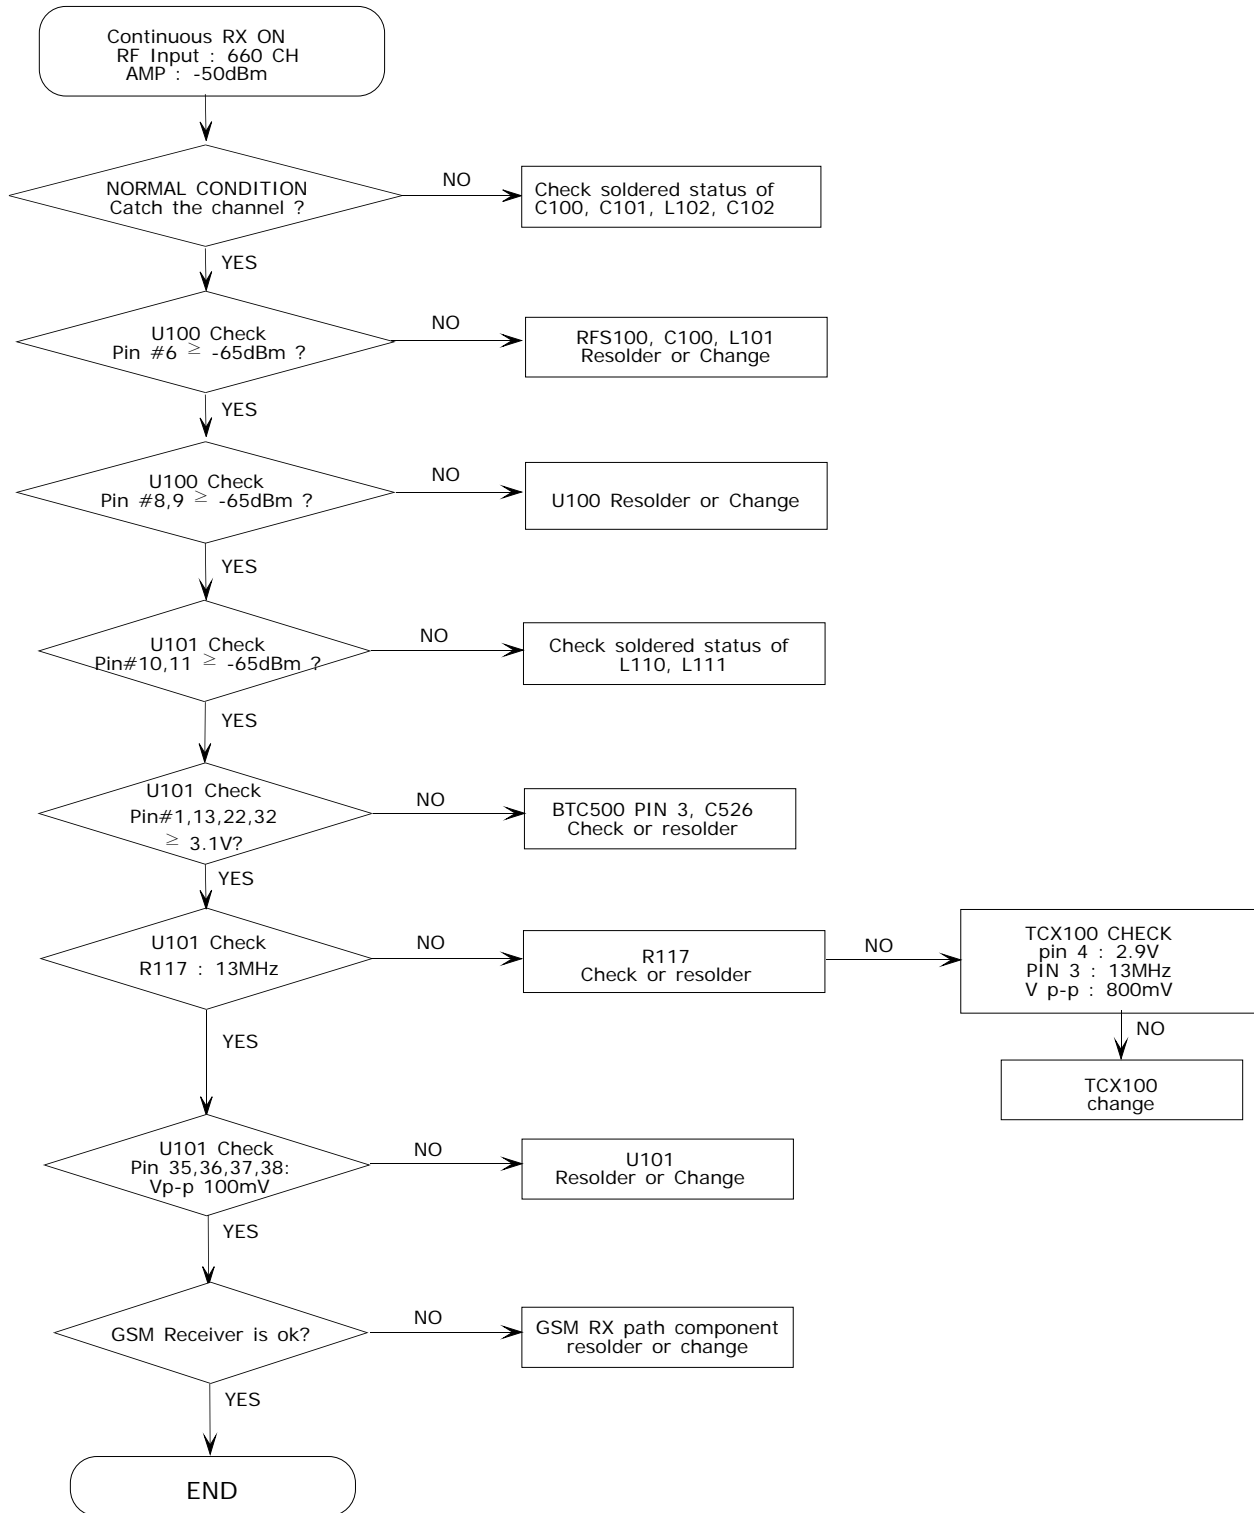 Continuous RX ON
RF Input : 660 CH
AMP : -50dBm
NORMAL CONDITION
Catch the channel ?
NO
Check soldered status of
C100, C101, L102, C102
YES
U100 Check
Pin #6 ≥ -65dBm ?
NO
RFS100, C100, L101
Resolder or Change
YES
U100 Check
Pin #8,9 ≥ -65dBm ?
NO
U100 Resolder or Change
YES
U101 Check
Pin#10,11 ≥ -65dBm ?
NO
Check soldered status of
L110, L111
YES
U101 Check
Pin#1,13,22,32
≥ 3.1V?
NO
BTC500 PIN 3, C526
Check or resolder
YES
U101 Check
R117 : 13MHz
NO
R117
Check or resolder
NO
TCX100 CHECK
pin 4 : 2.9V
PIN 3 : 13MHz
V p-p : 800mV
NO
TCX100
change
YES
U101 Check
Pin 35,36,37,38:
Vp-p 100mV
NO
U101
Resolder or Change
YES
GSM Receiver is ok?
NO
GSM RX path component
resolder or change
YES
END